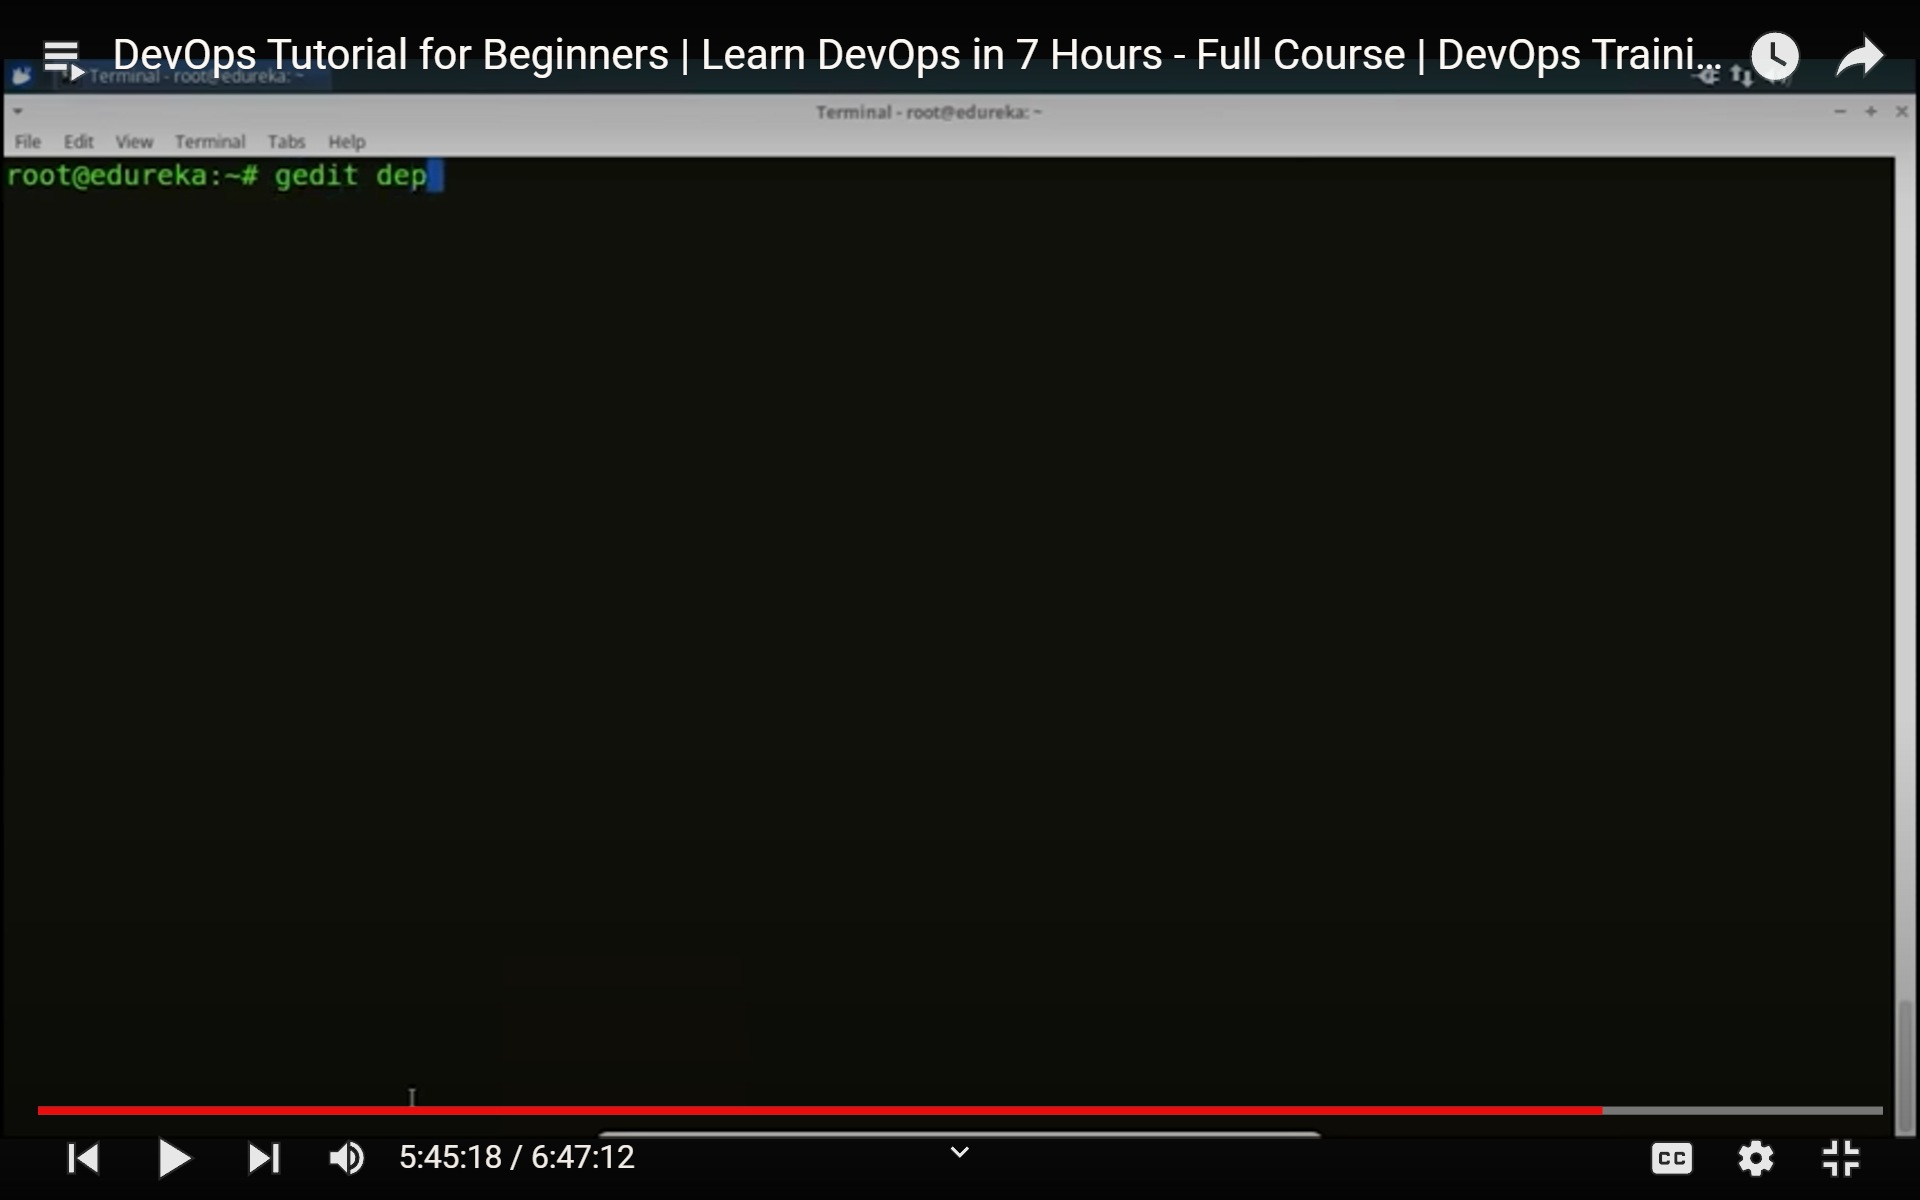 DevOps Tutorial for Beginners | Learn DevOps in 7 Hours - Full Course | DevOps Traini...
Terminal - root@edureka: ~
Terminal - root@edureka: ~
File Edit View Terminal Tabs Help
root@edureka:~# gedit dep
5:45:18 / 6:47:12
CC